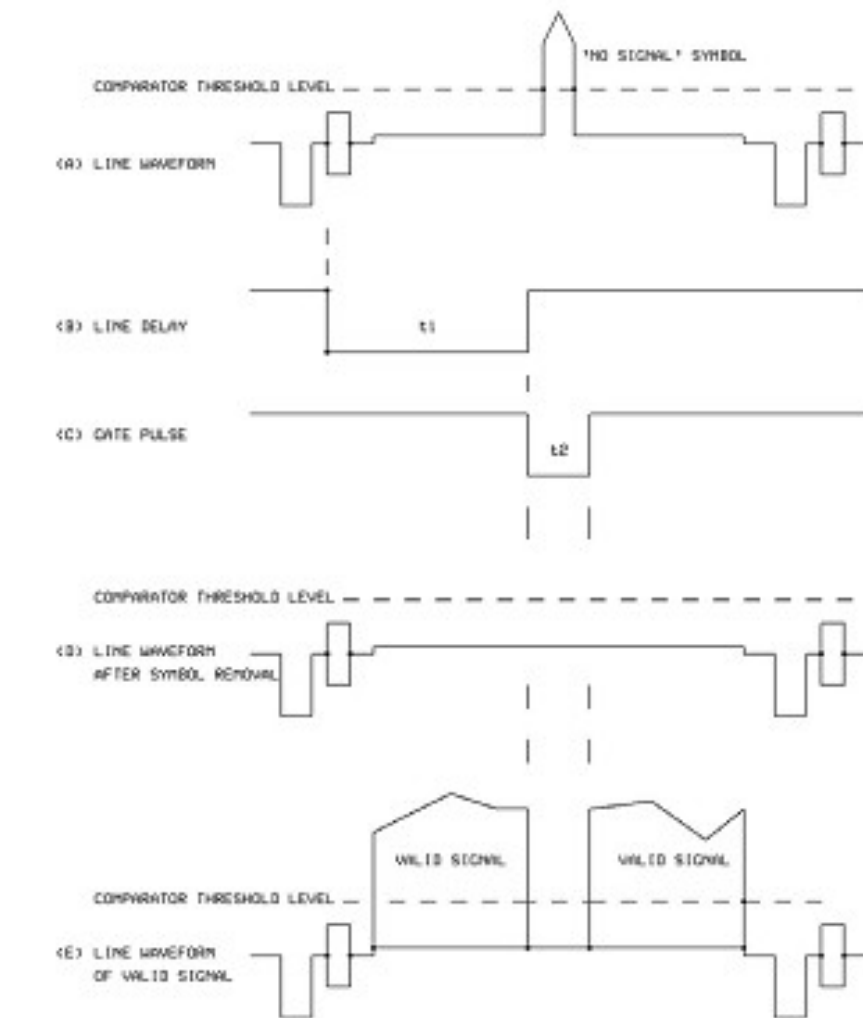 'NO SIGNAL' SYMBOL
COMPARATOR THRESHOLD LEVEL
(A) LINE WAVEFORM
(B) LINE DELAY
t1
(C) GATE PULSE
t2
COMPARATOR THRESHOLD LEVEL
(D) LINE WAVEFORM
AFTER SYMBOL REMOVAL
VALID SIGNAL
VALID SIGNAL
COMPARATOR THRESHOLD LEVEL
(E) LINE WAVEFORM
OF VALID SIGNAL